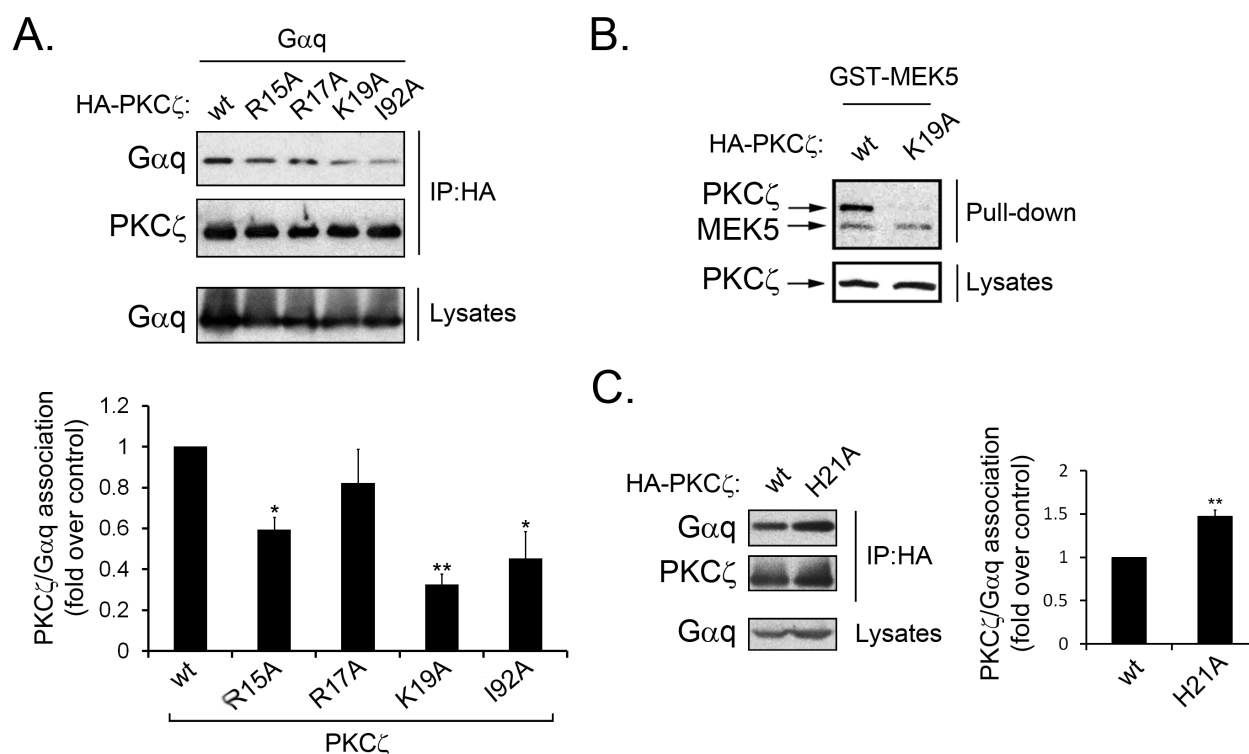 A.
Gαq
HA-PKCζ: wt R15A R17A K19A I92A
Gαq
PKCζ
IP:HA
Gαq
Lysates
PKCζ/Gαq association
(fold over control)
1.2
1
0.8
0.6
0.4
0.2
0
*
**
*
wt R15A R17A K19A I92A
PKCζ
B.
GST-MEK5
HA-PKCζ: wt K19A
PKCζ
MEK5
Pull-down
PKCζ
Lysates
C.
HA-PKCζ: wt H21A
Gαq
PKCζ
IP:HA
Gαq
Lysates
PKCζ/Gαq association
(fold over control)
2
1.5
1
0.5
0
**
wt H21A